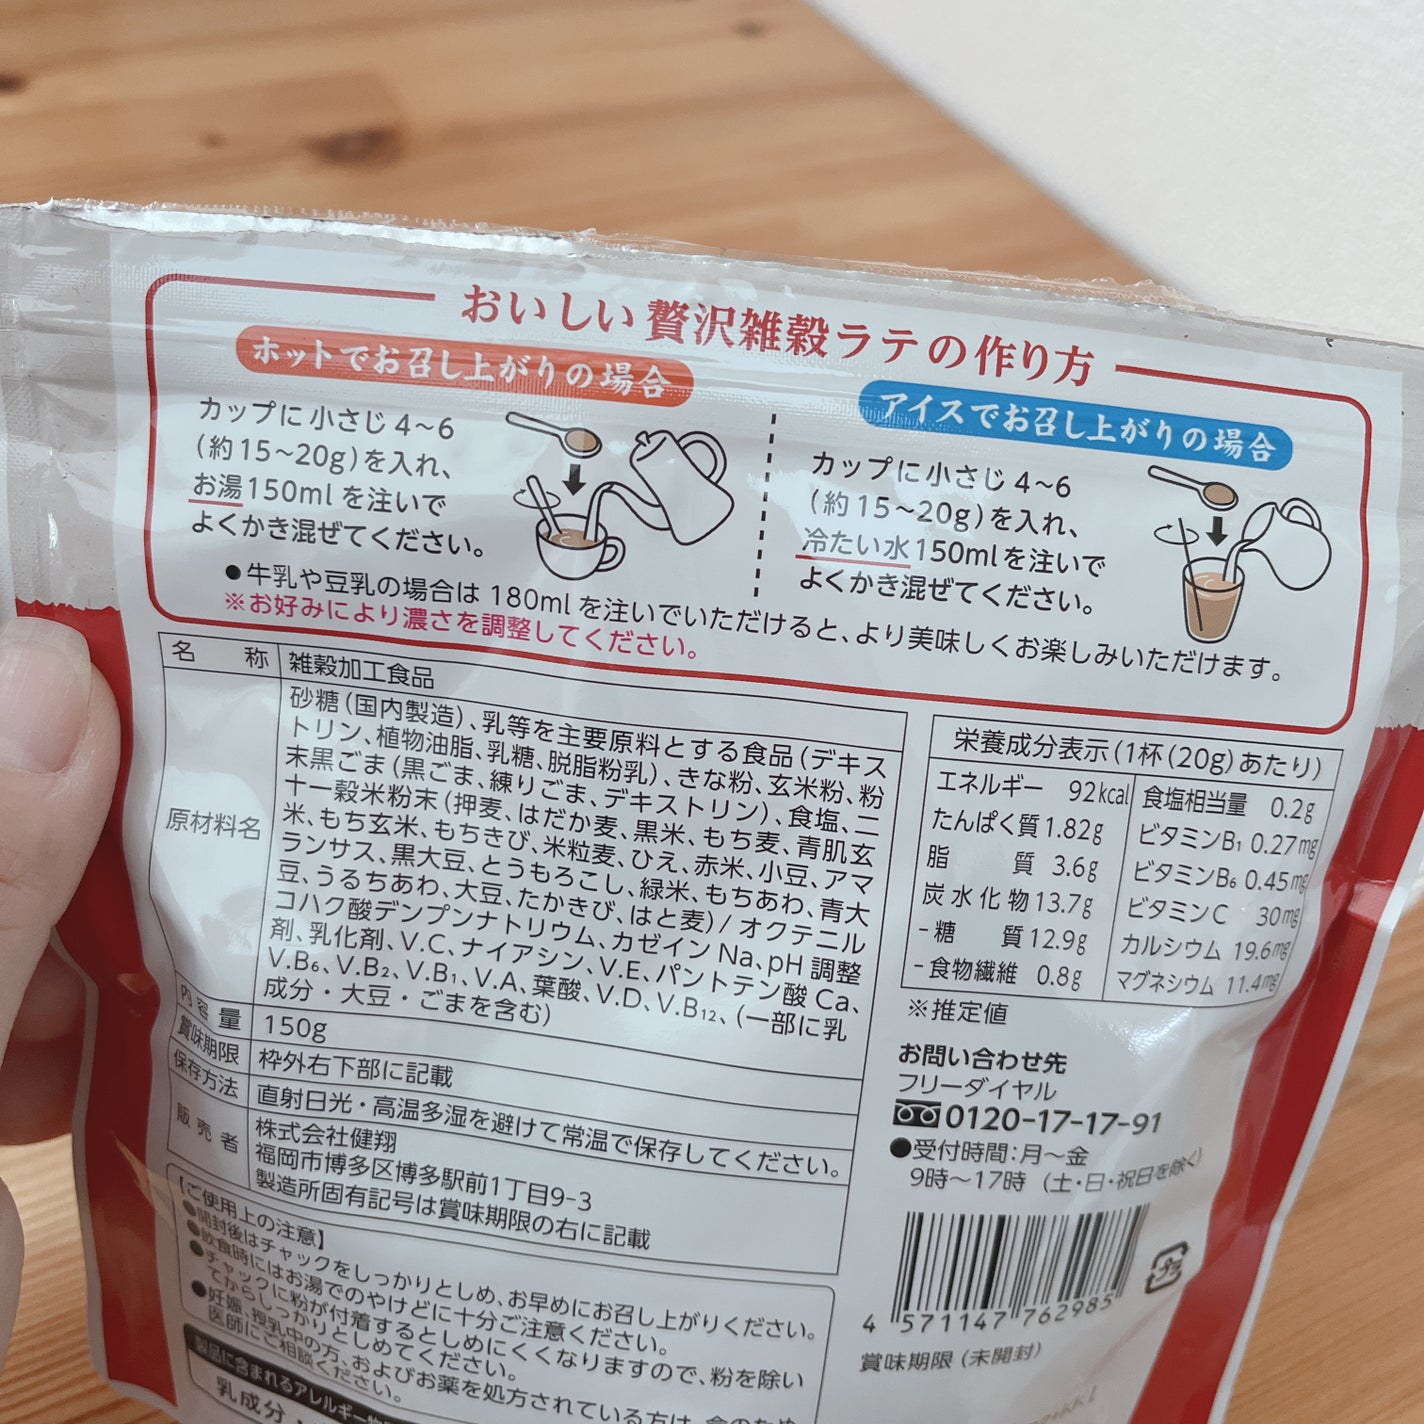 おいしい贅沢雑穀ラテの作り方
ホットでお召し上がりの場合
カップに小さじ4〜6
(約15〜20g)を入れ、
お湯150mlを注いで
よくかき混ぜてください。
アイスでお召し上がりの場合
カップに小さじ4〜6
(約15〜20g)を入れ、
冷たい水150mlを注いで
よくかき混ぜてください。
●牛乳や豆乳の場合は180mlを注いでいただけると、より美味しくお楽しみいただけます。
※お好みにより濃さを調整してください。
名称 雑穀加工食品
原材料名
砂糖(国内製造)、乳等を主要原料とする食品(デキス
トリン、植物油脂、乳糖、脱脂粉乳)、きな粉、玄米粉、粉
末黒ごま(黒ごま、練りごま、デキストリン)、食塩、二
十一穀米粉末(押麦、はだか麦、黒米、もち麦、青肌玄
米、もち玄米、もちきび、米粒麦、ひえ、赤米、小豆、アマ
ランサス、黒大豆、とうもろこし、緑米、もちあわ、青大
豆、うるちあわ、大豆、たかきび、はと麦)/オクテニル
コハク酸デンプンナトリウム、カゼインNa、pH調整
剤、乳化剤、V.C、ナイアシン、V.E、パントテン酸Ca、
V.B₆、V.B₂、V.B₁、V.A、葉酸、V.D、V.B₁₂、(一部に乳
成分・大豆・ごまを含む)
内容量 150g
賞味期限 枠外右下部に記載
保存方法 直射日光・高温多湿を避けて常温で保存してください。
販売者
株式会社健翔
福岡市博多区博多駅前1丁目9-3
製造所固有記号は賞味期限の右に記載
栄養成分表示(1杯(20g)あたり)
エネルギー 92kcal
たんぱく質 1.82g
脂質 3.6g
炭水化物 13.7g
-糖質 12.9g
-食物繊維 0.8g
食塩相当量 0.2g
ビタミンB₁ 0.27mg
ビタミンB₆ 0.45mg
ビタミンC 30mg
カルシウム 19.6mg
マグネシウム 11.4mg
※推定値
お問い合わせ先
フリーダイヤル
0120-17-17-91
●受付時間:月〜金
9時〜17時(土・日・祝日を除く)
4 571147 762985
賞味期限(未開封)
【ご使用上の注意】
●開封後はチャックをしっかりとしめ、お早めにお召し上がりください。
●飲食時にはお湯でのやけどに十分ご注意ください。
●チャックに粉が付着するとしめにくくなりますので、粉を除い
てからしっかりとしめてください。
●妊娠、授乳中の方、およびお薬を処方されている方は、念のため
医師にご相談ください。
製品に含まれるアレルギー物
乳成分・